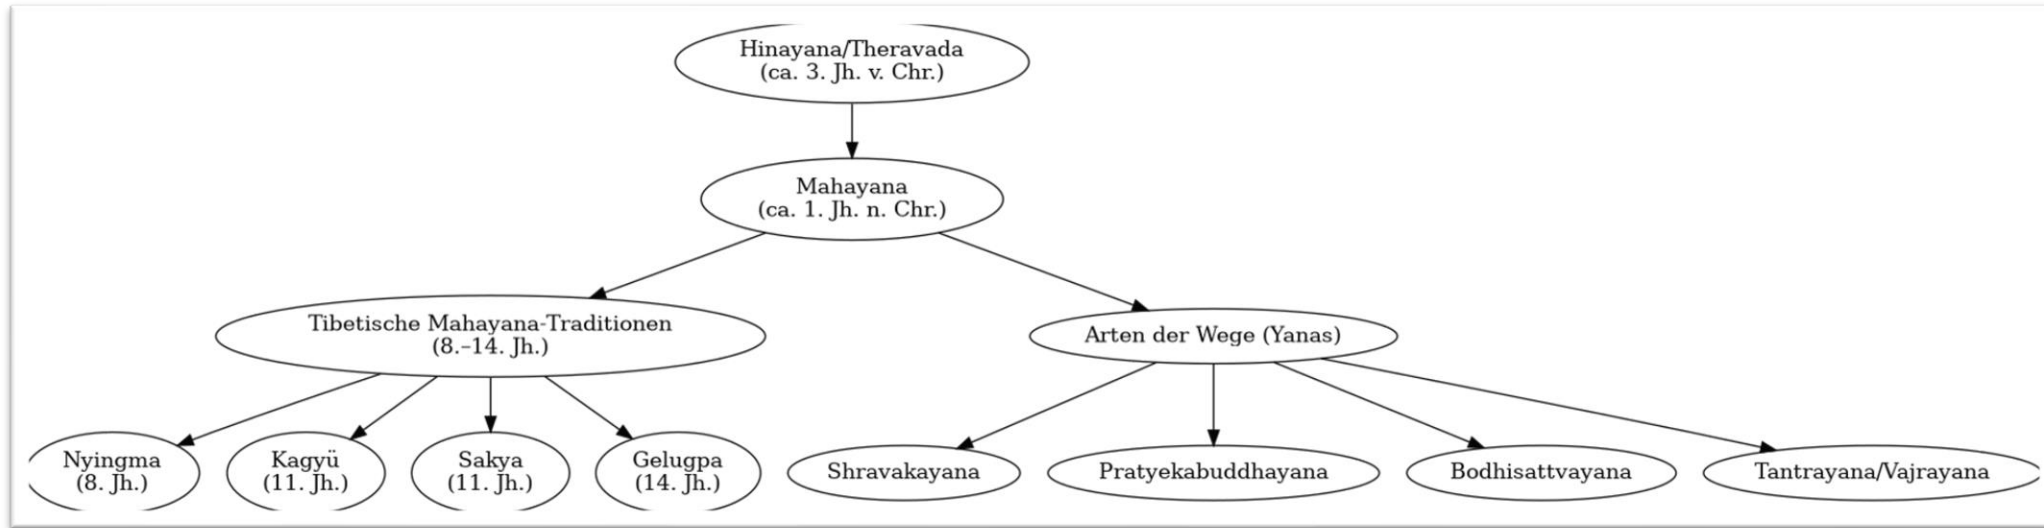 Hinayana/Theravada
(ca. 3. Jh. v. Chr.)
Mahayana
(ca. 1. Jh. n. Chr.)
Tibetische Mahayana-Traditionen
(8.–14. Jh.)
Arten der Wege (Yanas)
Nyingma
(8. Jh.)
Kagyü
(11. Jh.)
Sakya
(11. Jh.)
Gelugpa
(14. Jh.)
Shravakayana
Pratyekabuddhayana
Bodhisattvayana
Tantrayana/Vajrayana